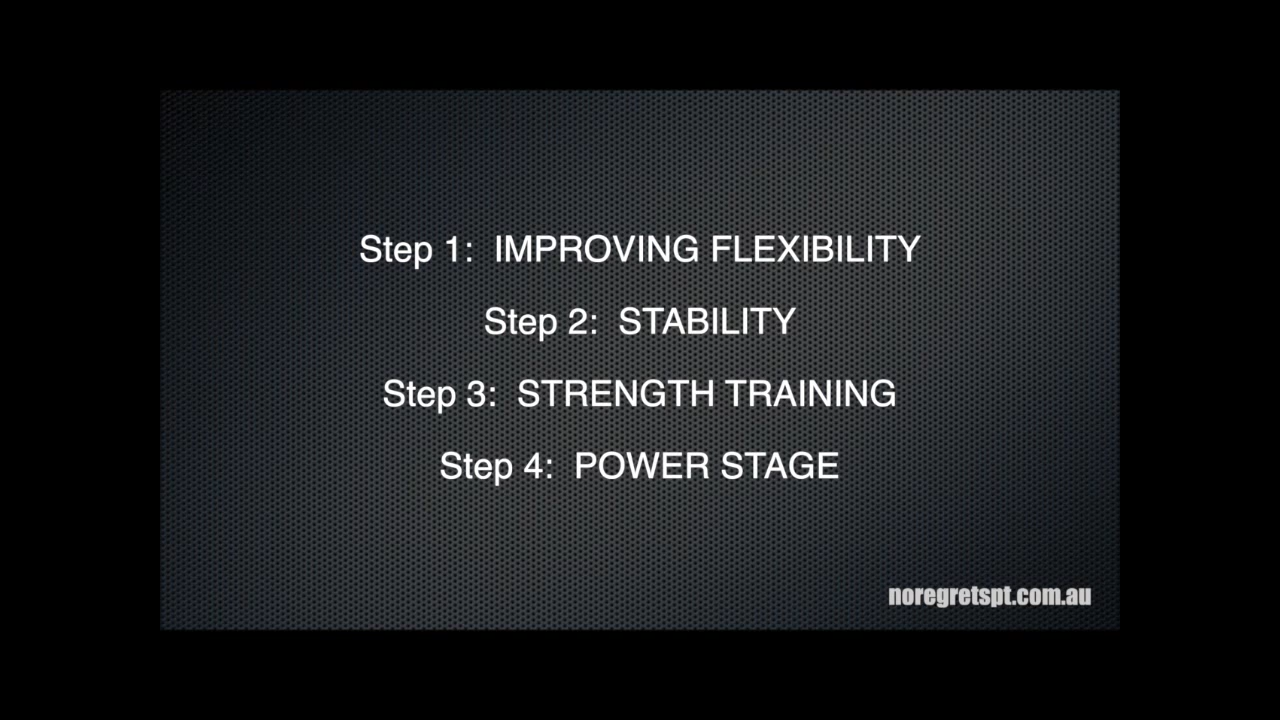 Step 1:  IMPROVING FLEXIBILITY
Step 2:  STABILITY
Step 3:  STRENGTH TRAINING
Step 4:  POWER STAGE
noregretspt.com.au